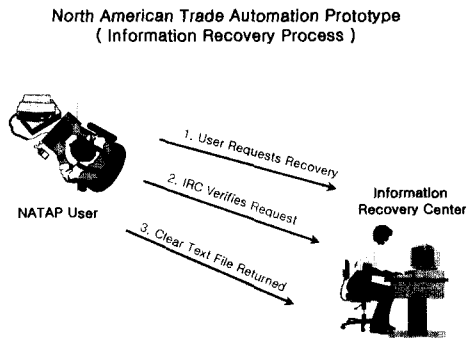 North American Trade Automation Prototype
( Information Recovery Process )
1. User Requests Recovery
2. IRC Verifies Request
3. Clear Text File Returned
NATAP User
Information
Recovery Center